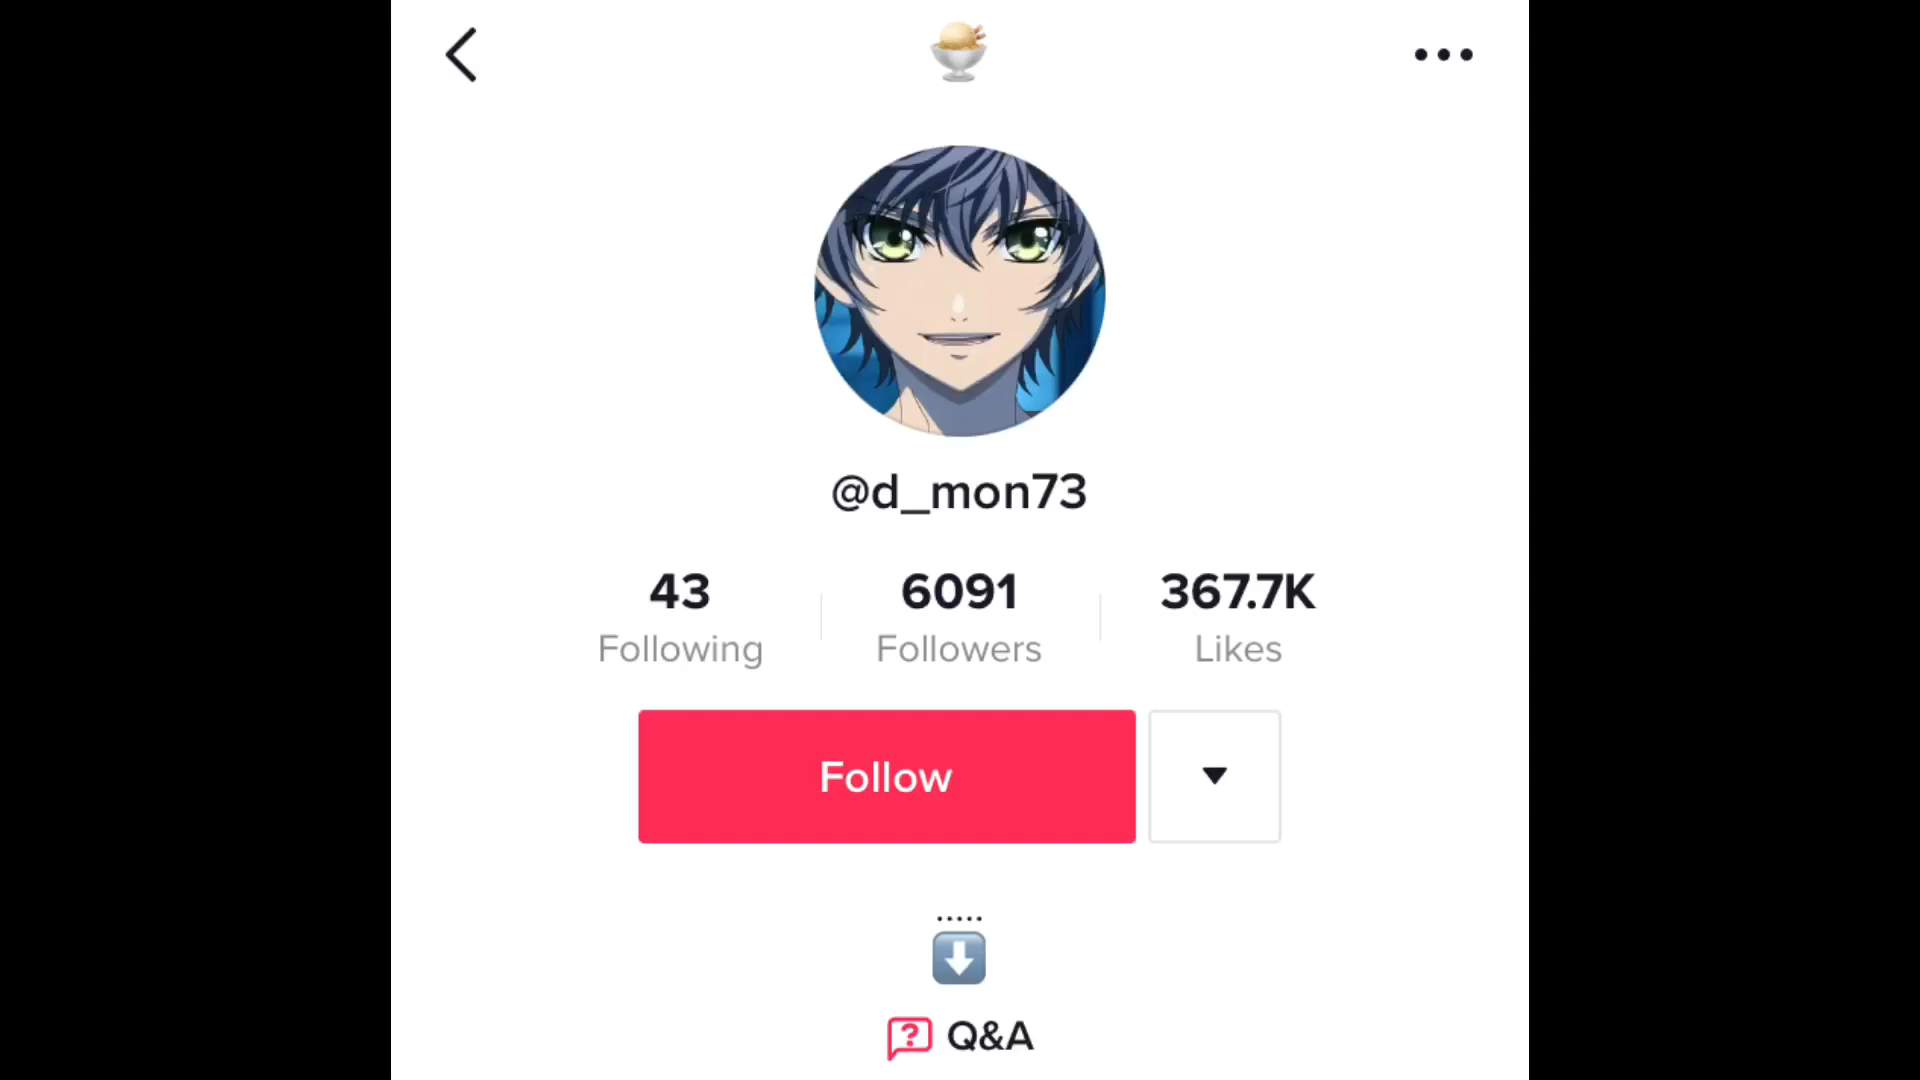 @d_mon73
43 6091 367.7K
Following Followers Likes
Follow
.....
Q&A